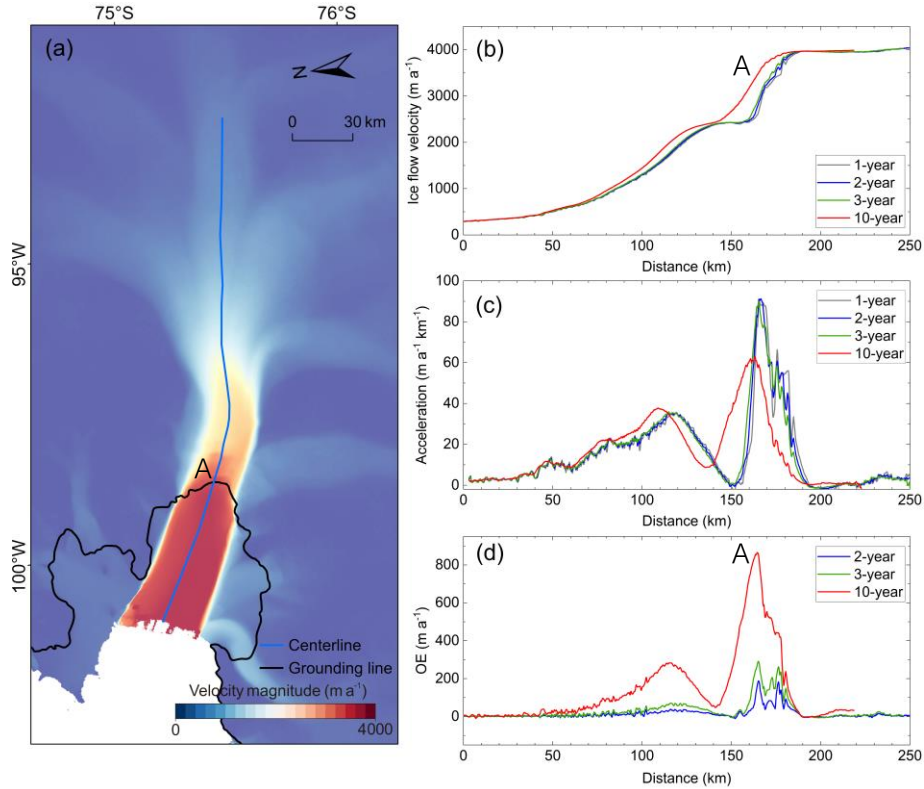 75°S
76°S
(a)
N
0 30 km
95°W
A
100°W
Centerline
Grounding line
Velocity magnitude (m a⁻¹)
0 4000
(b)
A
Ice flow velocity (m a⁻¹)
4000
3000
2000
1000
0
1-year
2-year
3-year
10-year
0 50 100 150 200 250
Distance (km)
(c)
Acceleration (m a⁻¹ km⁻¹)
100
80
60
40
20
0
1-year
2-year
3-year
10-year
0 50 100 150 200 250
Distance (km)
(d)
A
OE (m a⁻¹)
800
600
400
200
0
2-year
3-year
10-year
0 50 100 150 200 250
Distance (km)